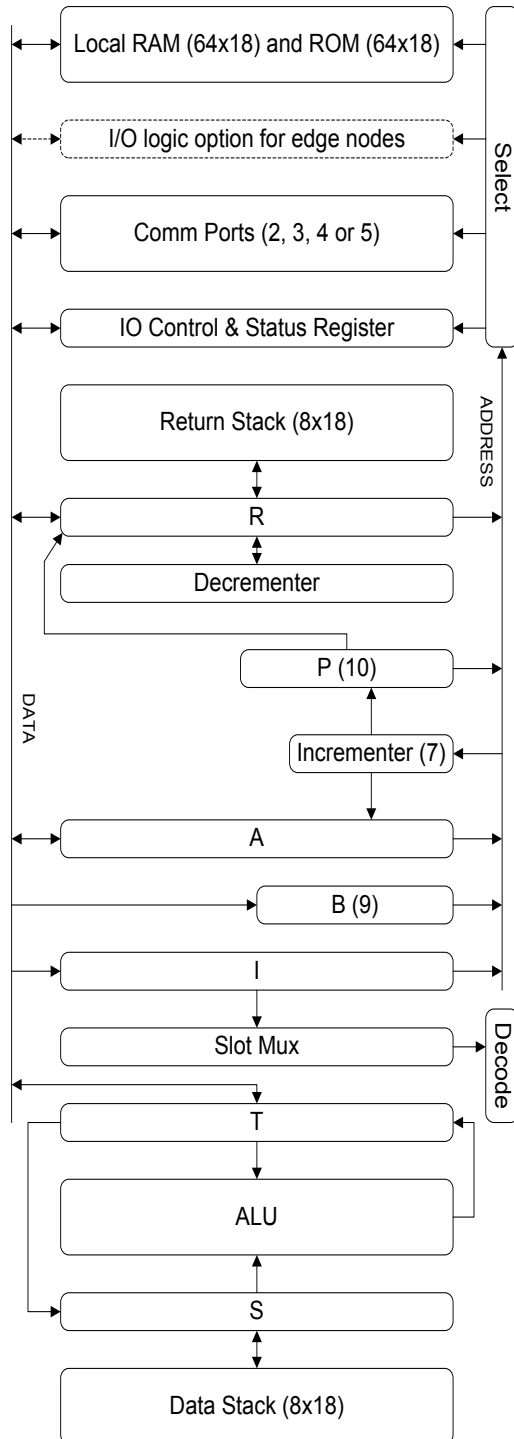 Local RAM (64x18) and ROM (64x18)
Select
I/O logic option for edge nodes
Comm Ports (2, 3, 4 or 5)
IO Control & Status Register
Return Stack (8x18)
ADDRESS
R
Decrementer
P (10)
DATA
Incrementer (7)
A
B (9)
I
Slot Mux
Decode
T
ALU
S
Data Stack (8x18)